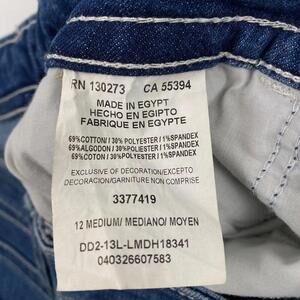 RN 130273 CA 55394
MADE IN EGYPT
HECHO EN EGIPTO
FABRIQUE EN EGYPTE
69%COTTON/30%POLYESTER/1%SPANDEX
69%ALGODON/30%POLYESTER/1%SPANDEX
69%COTON/30%POLYESTER/1%SPANDEX
EXCLUSIVE OF DECORATION/EXCEPTO
DECORACION/GARNITURE NON COMPRISE
3377419
12 MEDIUM/ MEDIANO/ MOYEN
DD2-13L-LMDH18341
040326607583